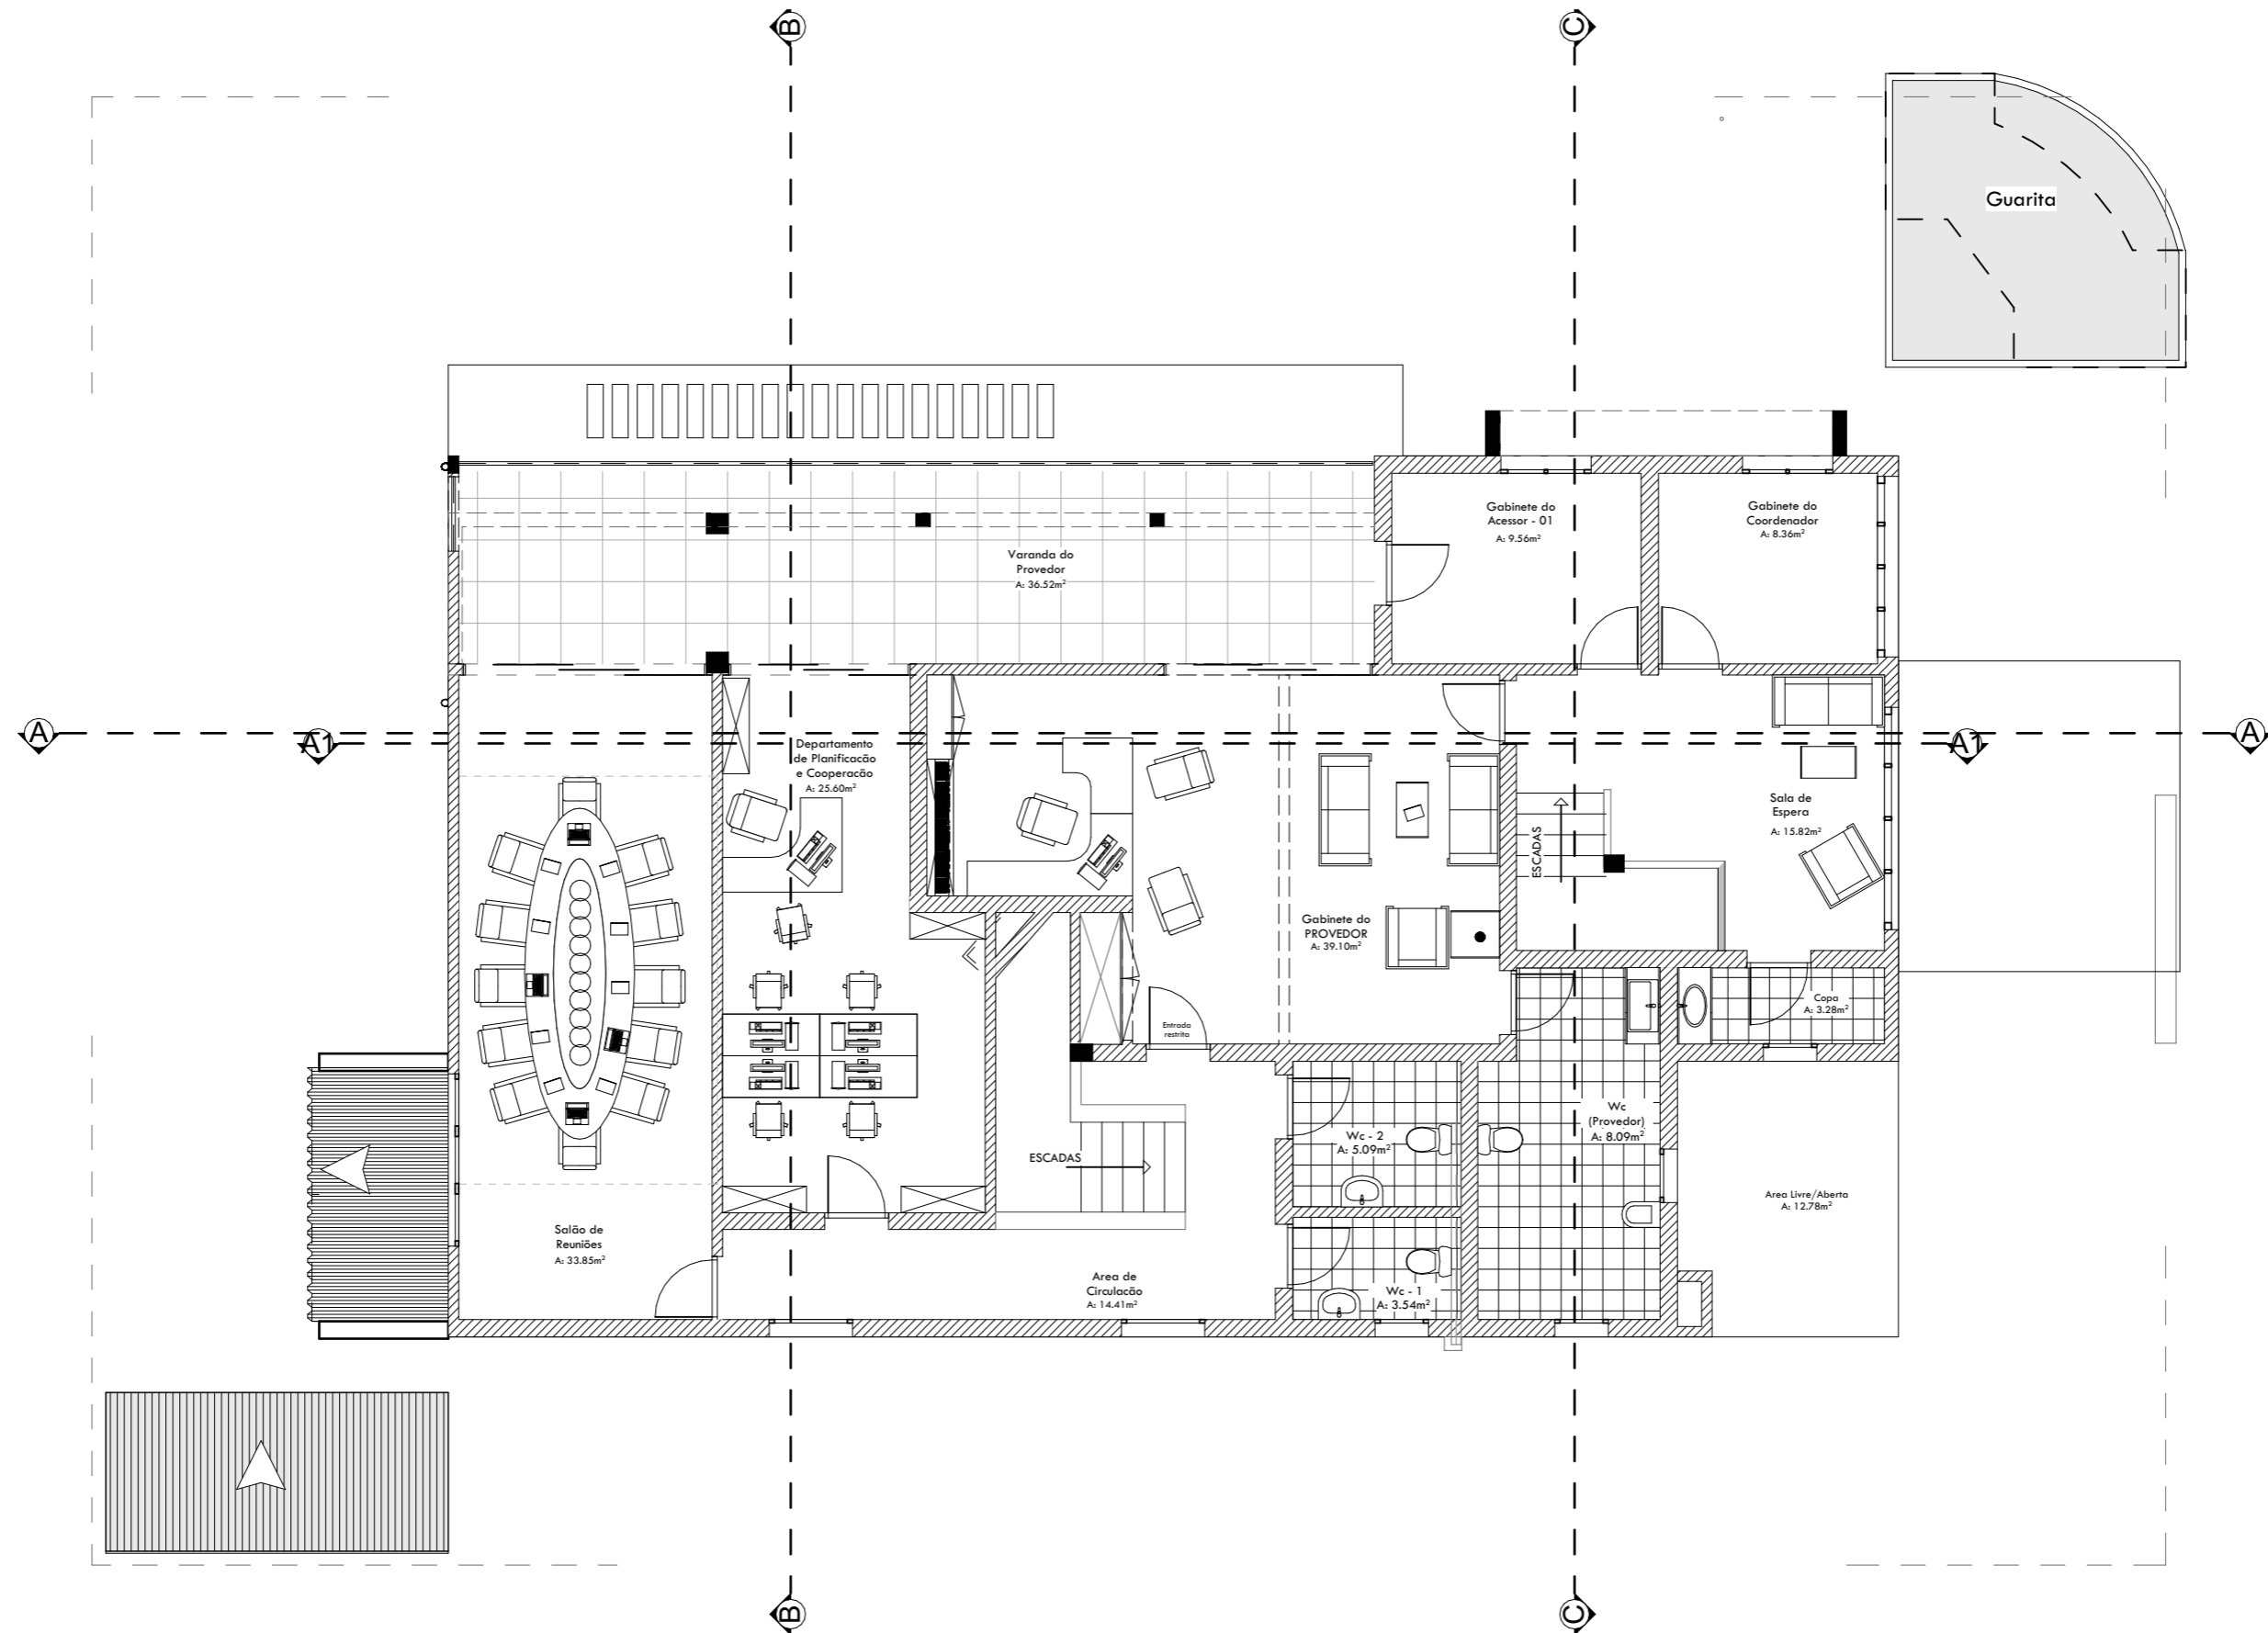 B
C
Guarita
Gabinete do
Acessor - 01
A: 9.56m²
Gabinete do
Coordenador
A: 8.36m²
Varanda do
Provedor
A: 36.52m²
A
A1
Departamento
de Planificacão
e Cooperacão
A: 25.60m²
A1
A
Sala de
Espera
A: 15.82m²
ESCADAS
Gabinete do
PROVEDOR
A: 39.10m²
Entrada
restrita
Copa
A: 3.28m²
Wc
(Provedor)
A: 8.09m²
Wc - 2
A: 5.09m²
ESCADAS
Area Livre/Aberta
A: 12.78m²
Salão de
Reuniões
A: 33.85m²
Area de
Circulacão
A: 14.41m²
Wc - 1
A: 3.54m²
B
C